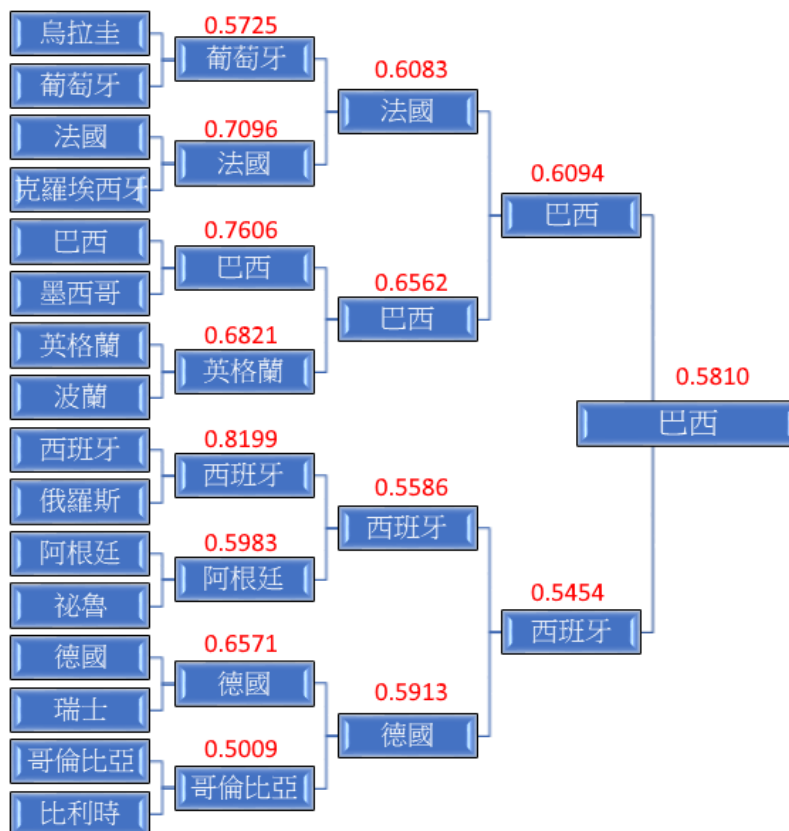 烏拉圭
葡萄牙
法國
克羅埃西牙
巴西
墨西哥
英格蘭
波蘭
西班牙
俄羅斯
阿根廷
祕魯
德國
瑞士
哥倫比亞
比利時
0.5725
葡萄牙
0.7096
法國
0.7606
巴西
0.6821
英格蘭
0.8199
西班牙
0.5983
阿根廷
0.6571
德國
0.5009
哥倫比亞
0.6083
法國
0.6562
巴西
0.5586
西班牙
0.5913
德國
0.6094
巴西
0.5454
西班牙
0.5810
巴西